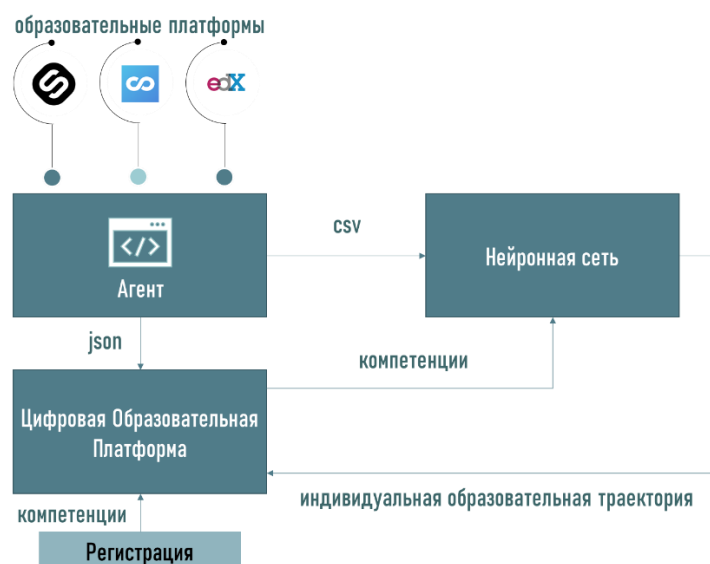 образовательные платформы
edX
csv
</>
Агент
Нейронная сеть
json
компетенции
Цифровая Образовательная
Платформа
индивидуальная образовательная траектория
компетенции
Регистрация